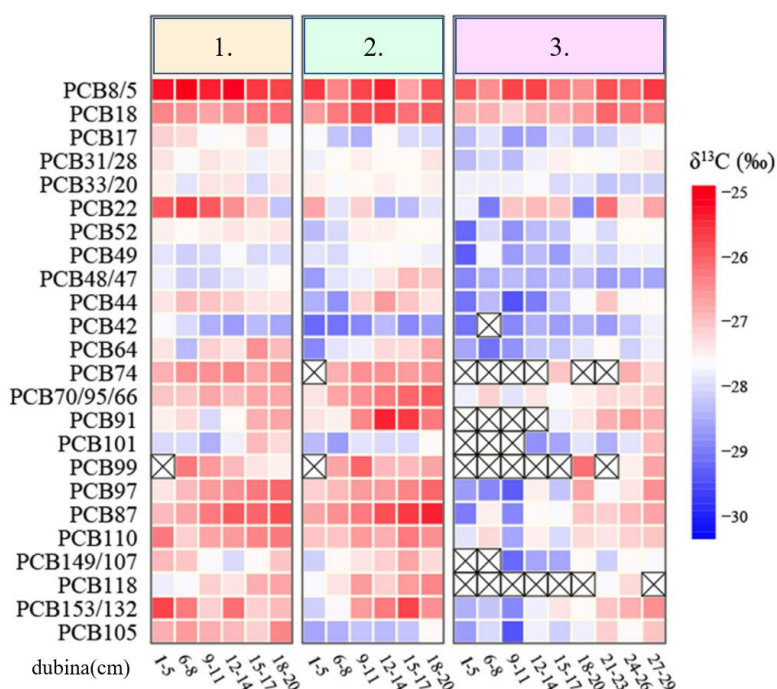 1.
2.
3.
PCB8/5
PCB18
PCB17
PCB31/28
PCB33/20
PCB22
PCB52
PCB49
PCB48/47
PCB44
PCB42
PCB64
PCB74
PCB70/95/66
PCB91
PCB101
PCB99
PCB97
PCB87
PCB110
PCB149/107
PCB118
PCB153/132
PCB105
δ¹³C (‰)
−25
−26
−27
−28
−29
−30
dubina(cm)
1-5
6-8
9-11
12-14
15-17
18-20
1-5
6-8
9-11
12-14
15-17
18-20
1-5
6-8
9-11
12-14
15-17
18-20
21-23
24-26
27-29